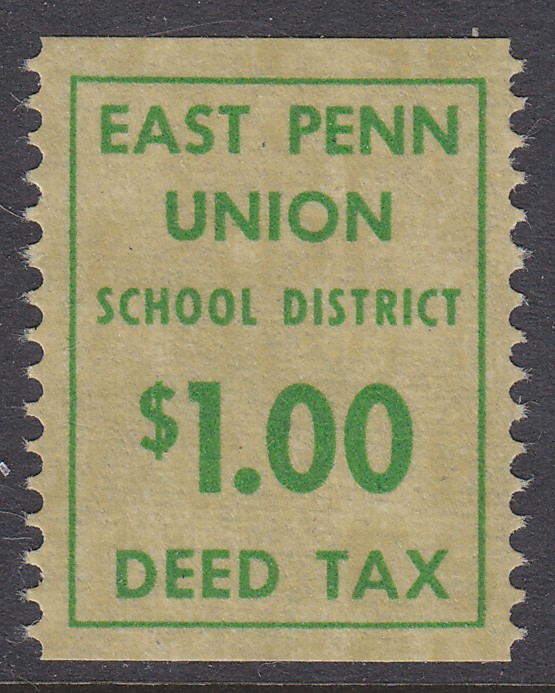 EAST PENN
UNION
SCHOOL DISTRICT
$1.00
DEED TAX